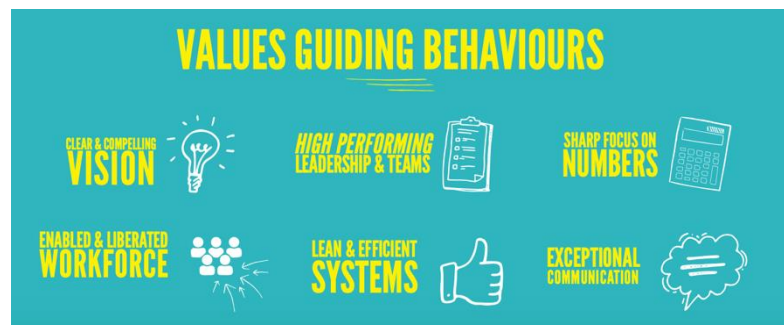 VALUES GUIDING BEHAVIOURS
CLEAR & COMPELLING
VISION
HIGH PERFORMING
LEADERSHIP & TEAMS
SHARP FOCUS ON
NUMBERS
ENABLED & LIBERATED
WORKFORCE
LEAN & EFFICIENT
SYSTEMS
EXCEPTIONAL
COMMUNICATION